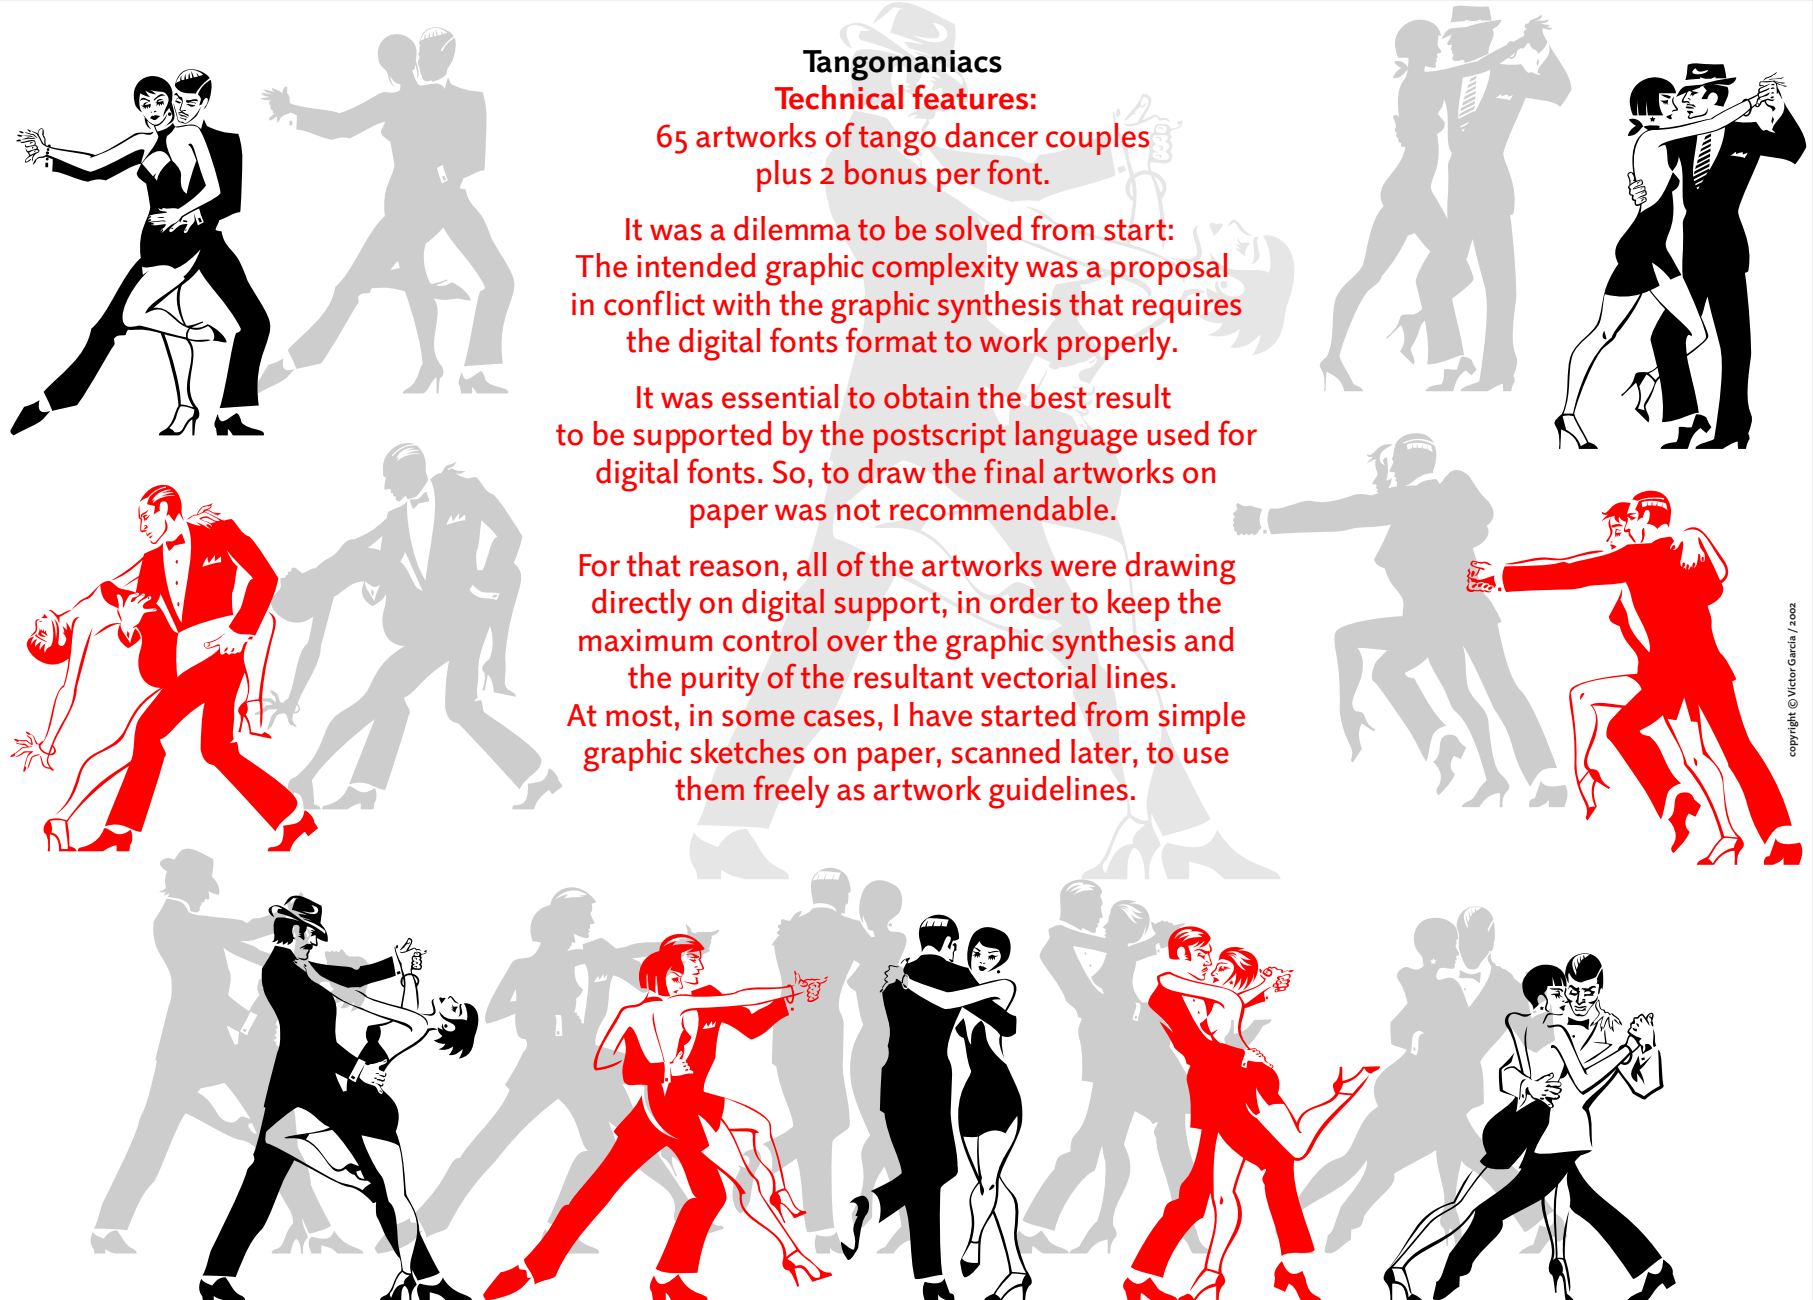 Tangomaniacs
Technical features:
65 artworks of tango dancer couples
plus 2 bonus per font.
It was a dilemma to be solved from start:
The intended graphic complexity was a proposal
in conflict with the graphic synthesis that requires
the digital fonts format to work properly.
It was essential to obtain the best result
to be supported by the postscript language used for
digital fonts. So, to draw the final artworks on
paper was not recommendable.
For that reason, all of the artworks were drawing
directly on digital support, in order to keep the
maximum control over the graphic synthesis and
the purity of the resultant vectorial lines.
At most, in some cases, I have started from simple
graphic sketches on paper, scanned later, to use
them freely as artwork guidelines.
copyright © Victor García / 2002